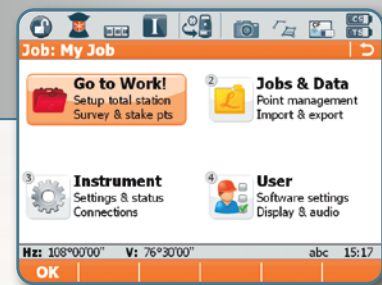 CS
TS
Job: My Job
Go to Work!
Setup total station
Survey & stake pts
2
Jobs & Data
Point management
Import & export
3
Instrument
Settings & status
Connections
4
User
Software settings
Display & audio
Hz: 108°00'00" V: 76°30'00" abc 15:17
OK